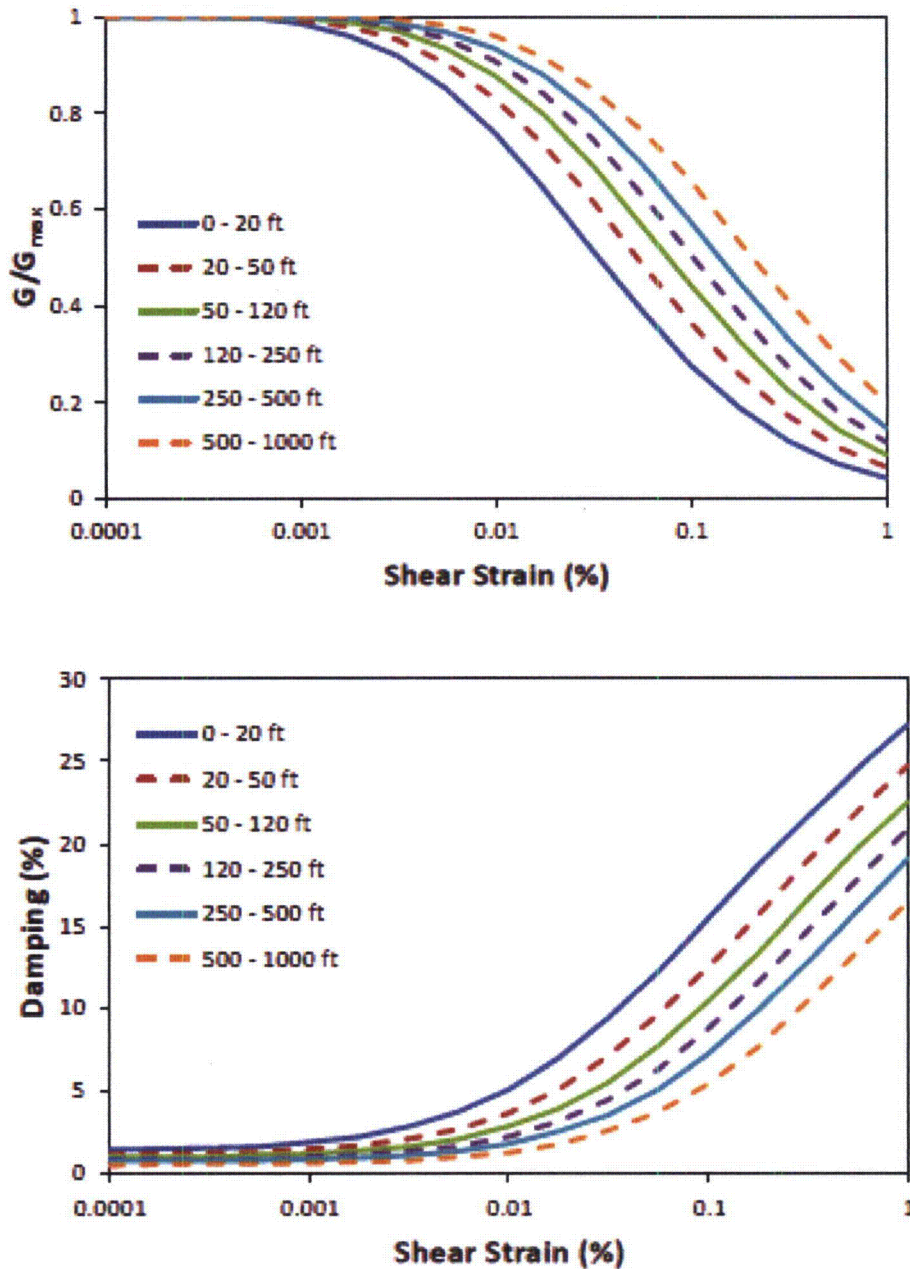 1
0.8
0.6
0.4
0.2
0
G/Gmax
0 - 20 ft
20 - 50 ft
50 - 120 ft
120 - 250 ft
250 - 500 ft
500 - 1000 ft
0.0001
0.001
0.01
0.1
1
Shear Strain (%)
30
25
20
15
10
5
0
Damping (%)
0 - 20 ft
20 - 50 ft
50 - 120 ft
120 - 250 ft
250 - 500 ft
500 - 1000 ft
0.0001
0.001
0.01
0.1
1
Shear Strain (%)